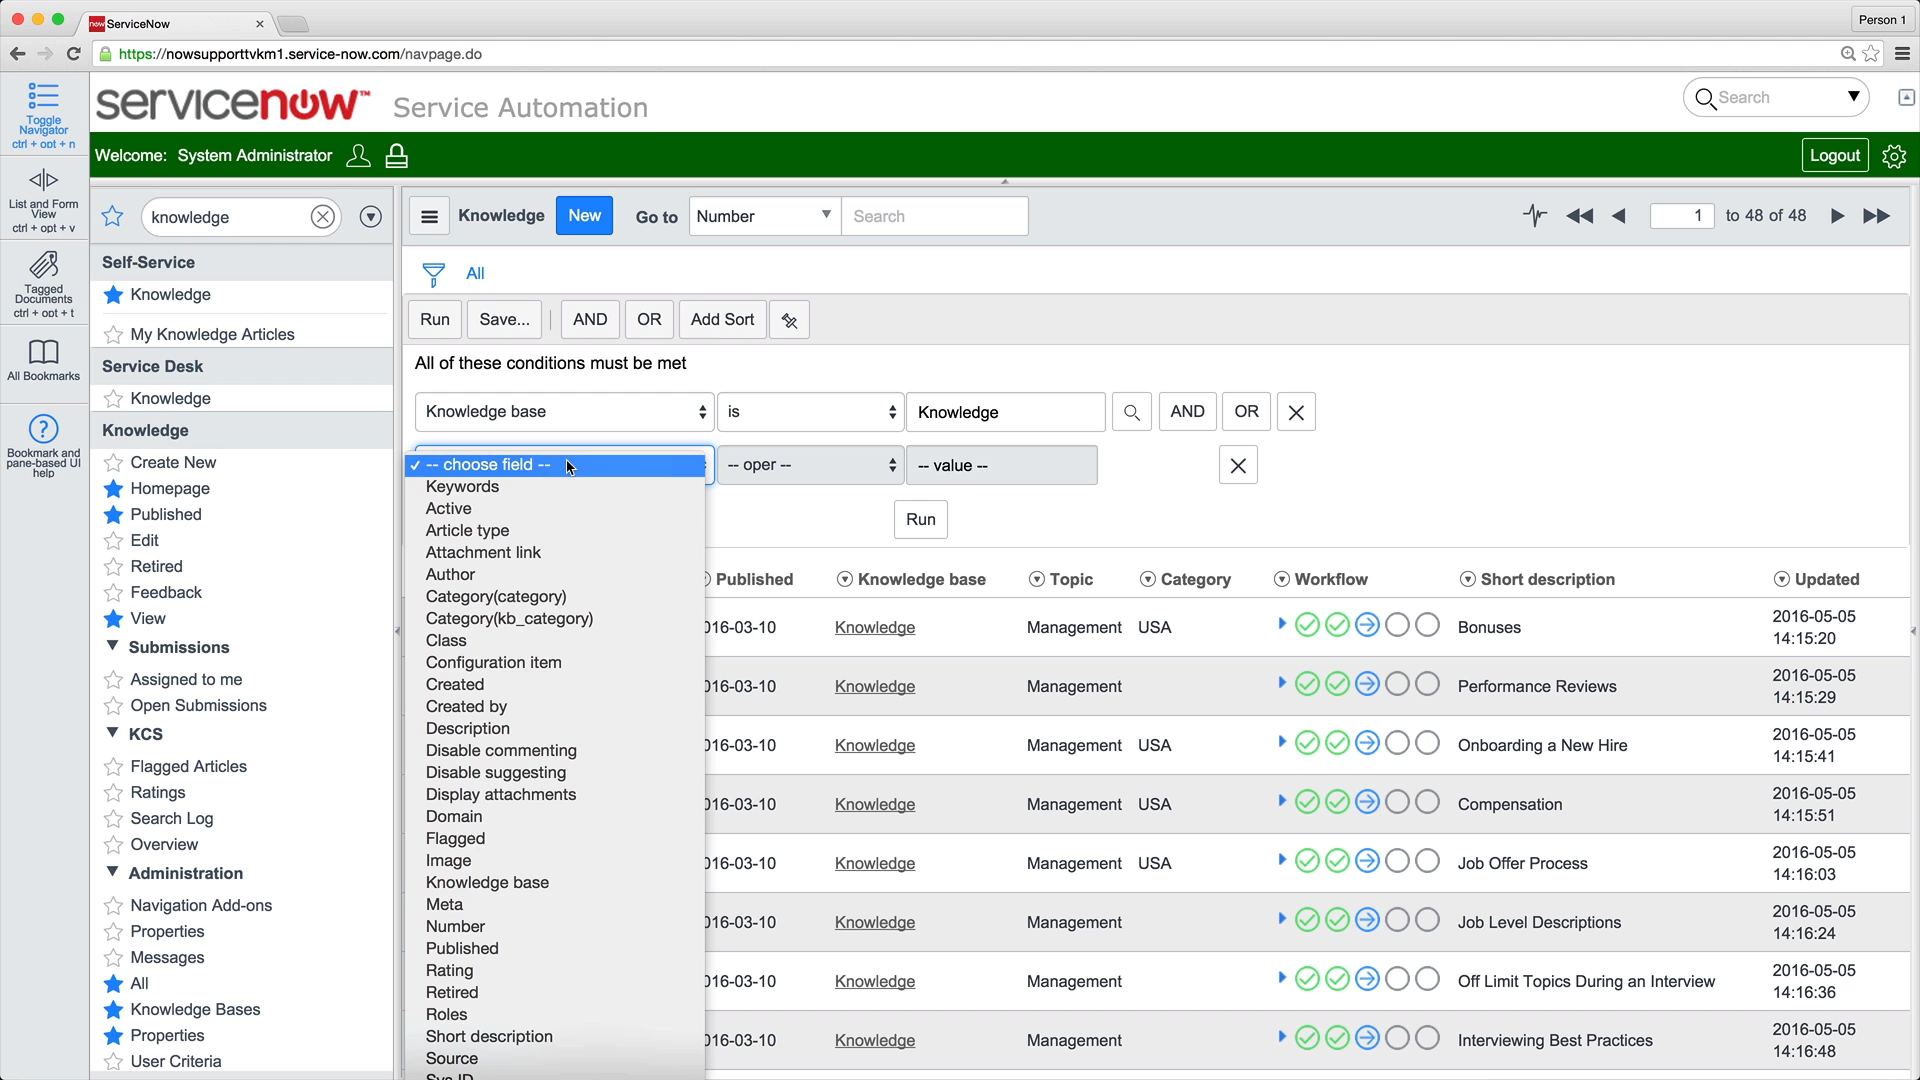 now ServiceNow
Person 1
https://nowsupporttvkm1.service-now.com/navpage.do
Toggle
Navigator
ctrl + opt + n
servicenow™ Service Automation
Search
Welcome: System Administrator
Logout
List and Form
View
ctrl + opt + v
Tagged
Documents
ctrl + opt + t
All Bookmarks
Bookmark and
pane-based UI
help
knowledge
Self-Service
Knowledge
My Knowledge Articles
Service Desk
Knowledge
Knowledge
Create New
Homepage
Published
Edit
Retired
Feedback
View
Submissions
Assigned to me
Open Submissions
KCS
Flagged Articles
Ratings
Search Log
Overview
Administration
Navigation Add-ons
Properties
Messages
All
Knowledge Bases
Properties
User Criteria
Knowledge New Go to Number Search 1 to 48 of 48
All
Run Save... AND OR Add Sort
All of these conditions must be met
Knowledge base is Knowledge AND OR
-- choose field -- -- oper -- -- value --
Run
Keywords
Active
Article type
Attachment link
Author
Category(category)
Category(kb_category)
Class
Configuration item
Created
Created by
Description
Disable commenting
Disable suggesting
Display attachments
Domain
Flagged
Image
Knowledge base
Meta
Number
Published
Rating
Retired
Roles
Short description
Source
Sys ID
Published Knowledge base Topic Category Workflow Short description Updated
016-03-10 Knowledge Management USA Bonuses 2016-05-05
14:15:20
016-03-10 Knowledge Management Performance Reviews 2016-05-05
14:15:29
016-03-10 Knowledge Management USA Onboarding a New Hire 2016-05-05
14:15:41
016-03-10 Knowledge Management USA Compensation 2016-05-05
14:15:51
016-03-10 Knowledge Management USA Job Offer Process 2016-05-05
14:16:03
016-03-10 Knowledge Management Job Level Descriptions 2016-05-05
14:16:24
016-03-10 Knowledge Management Off Limit Topics During an Interview 2016-05-05
14:16:36
016-03-10 Knowledge Management Interviewing Best Practices 2016-05-05
14:16:48